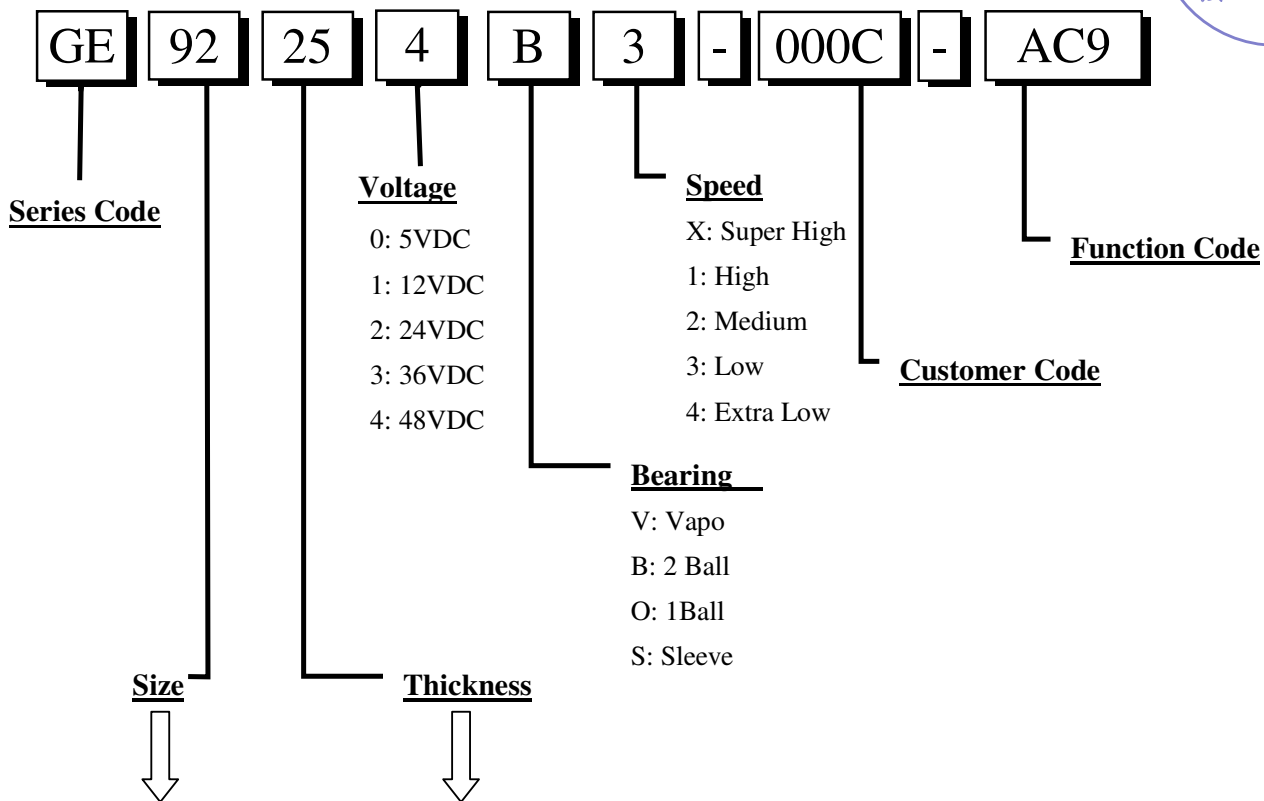 GE 92 25 4 B 3 - 000C - AC9
Series Code
Voltage
0: 5VDC
1: 12VDC
2: 24VDC
3: 36VDC
4: 48VDC
Speed
X: Super High
1: High
2: Medium
3: Low
4: Extra Low
Function Code
Customer Code
Bearing
V: Vapo
B: 2 Ball
O: 1Ball
S: Sleeve
Size
Thickness